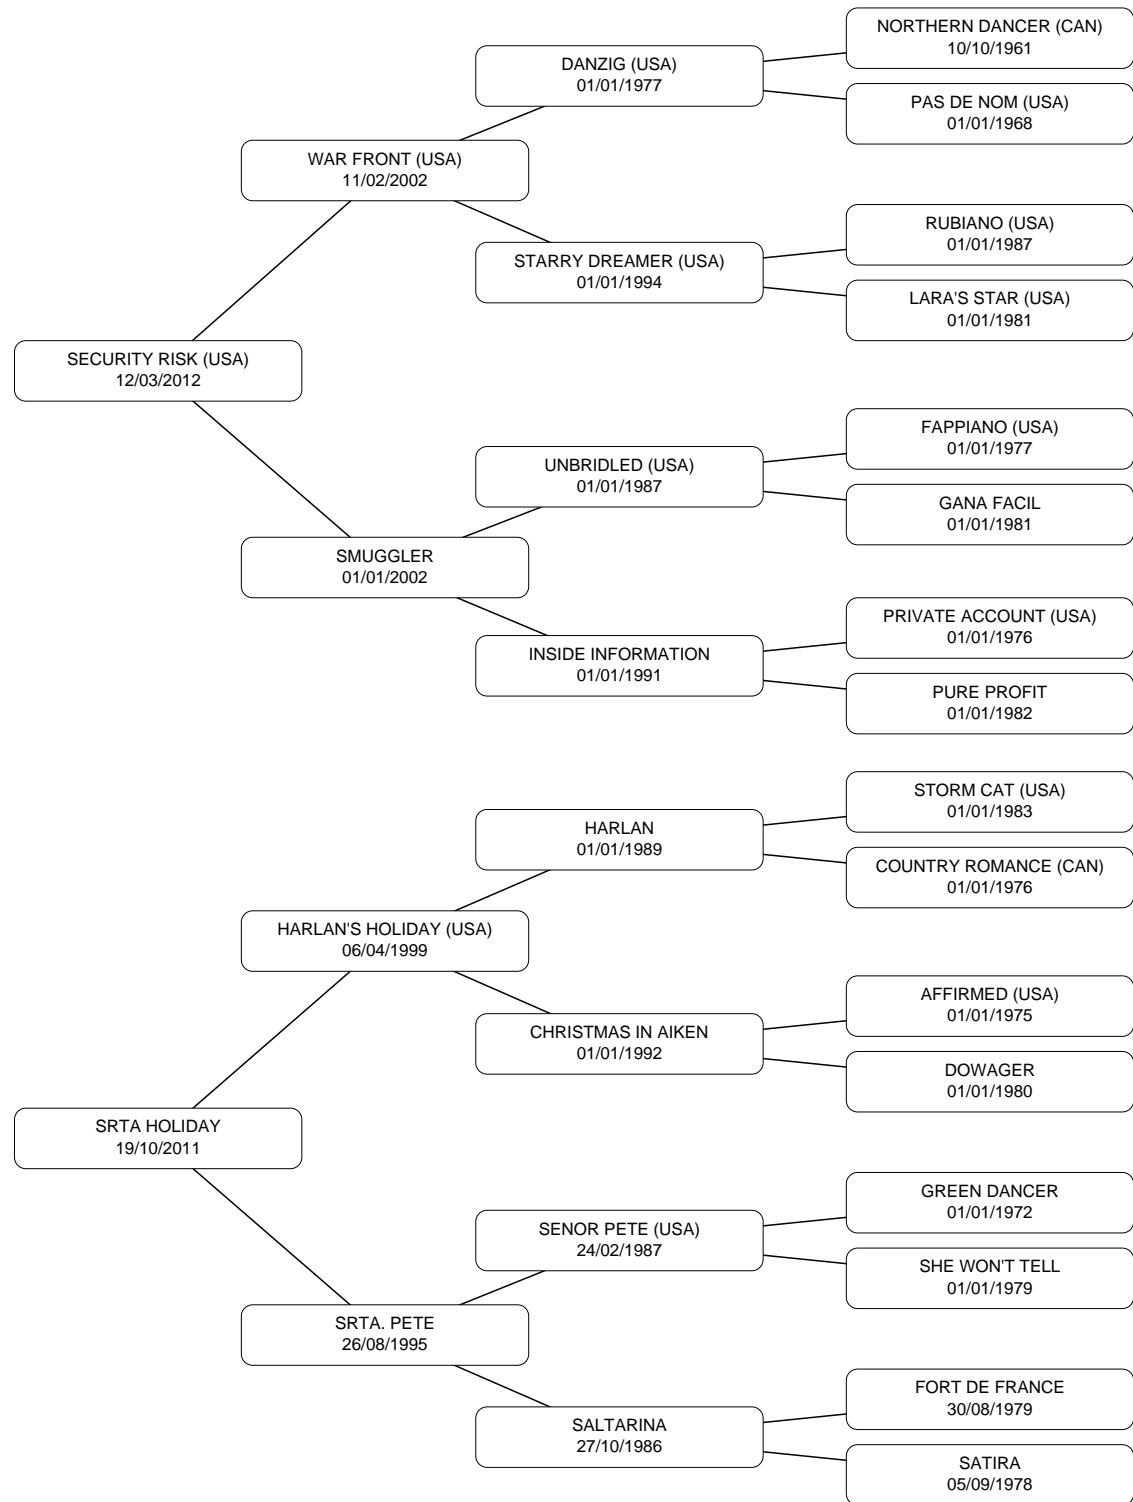 NORTHERN DANCER (CAN)
10/10/1961
DANZIG (USA)
01/01/1977
PAS DE NOM (USA)
01/01/1968
WAR FRONT (USA)
11/02/2002
RUBIANO (USA)
01/01/1987
STARRY DREAMER (USA)
01/01/1994
LARA'S STAR (USA)
01/01/1981
SECURITY RISK (USA)
12/03/2012
FAPPIANO (USA)
01/01/1977
UNBRIDLED (USA)
01/01/1987
GANA FACIL
01/01/1981
SMUGGLER
01/01/2002
PRIVATE ACCOUNT (USA)
01/01/1976
INSIDE INFORMATION
01/01/1991
PURE PROFIT
01/01/1982
STORM CAT (USA)
01/01/1983
HARLAN
01/01/1989
COUNTRY ROMANCE (CAN)
01/01/1976
HARLAN'S HOLIDAY (USA)
06/04/1999
AFFIRMED (USA)
01/01/1975
CHRISTMAS IN AIKEN
01/01/1992
DOWAGER
01/01/1980
SRTA HOLIDAY
19/10/2011
GREEN DANCER
01/01/1972
SENOR PETE (USA)
24/02/1987
SHE WON'T TELL
01/01/1979
SRTA. PETE
26/08/1995
FORT DE FRANCE
30/08/1979
SALTARINA
27/10/1986
SATIRA
05/09/1978